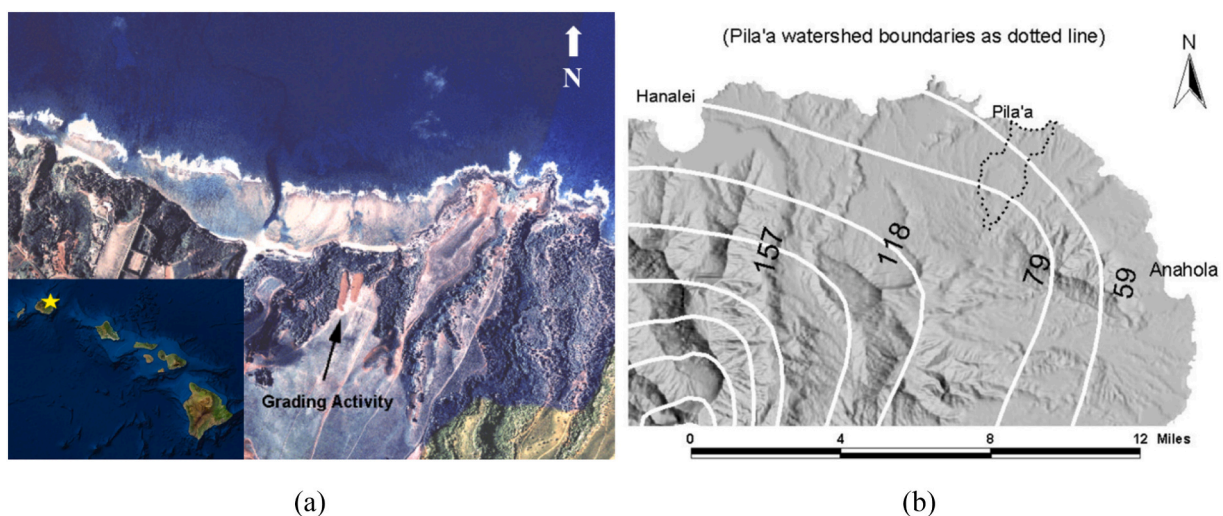 N
Grading Activity
(a)
(Pila'a watershed boundaries as dotted line)
N
Hanalei
Pila'a
157
118
79
59
Anahola
0 4 8 12 Miles
(b)